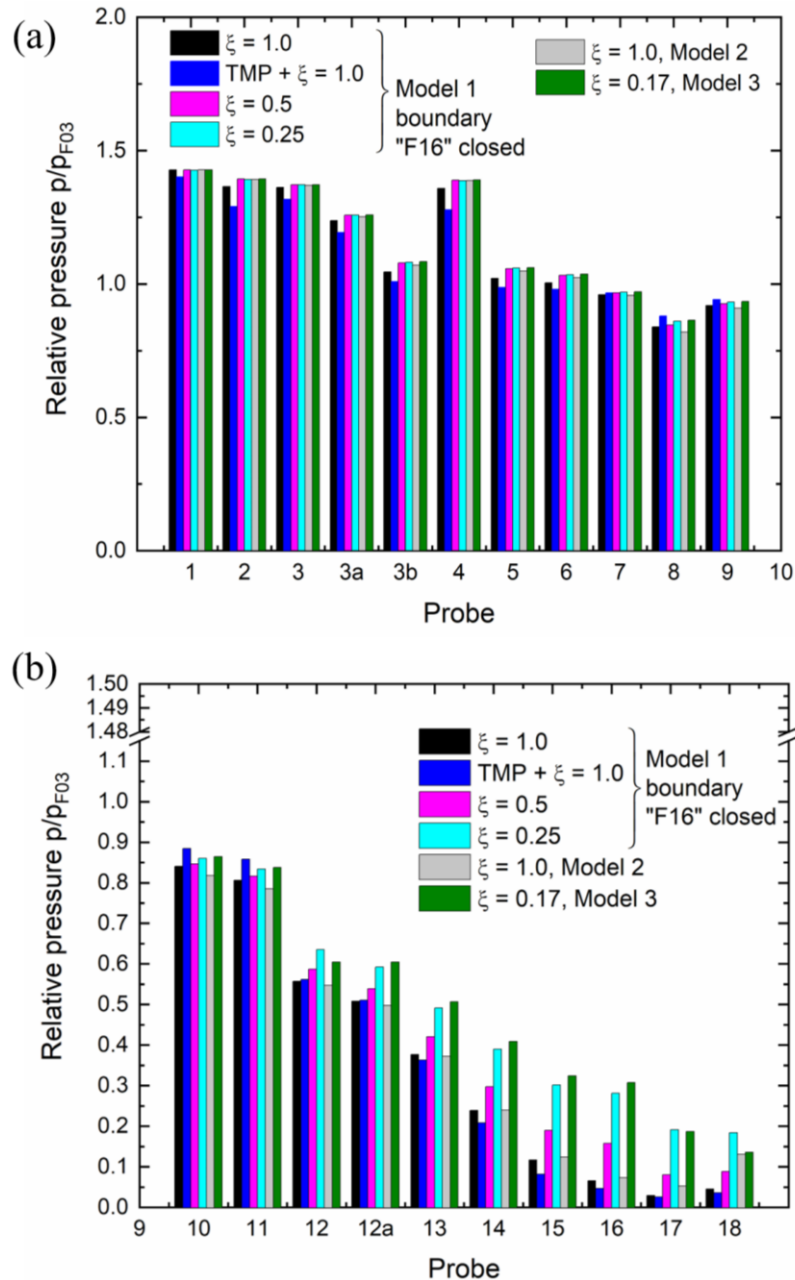 (a)
2.0
1.5
1.0
0.5
0.0
Relative pressure p/pF03
ξ = 1.0
TMP + ξ = 1.0
ξ = 0.5
ξ = 0.25
Model 1
boundary
"F16" closed
ξ = 1.0, Model 2
ξ = 0.17, Model 3
1 2 3 3a 3b 4 5 6 7 8 9 10
Probe
(b)
1.50
1.49
1.48
1.1
1.0
0.9
0.8
0.7
0.6
0.5
0.4
0.3
0.2
0.1
0.0
Relative pressure p/pF03
ξ = 1.0
TMP + ξ = 1.0
ξ = 0.5
ξ = 0.25
Model 1
boundary
"F16" closed
ξ = 1.0, Model 2
ξ = 0.17, Model 3
9 10 11 12 12a 13 14 15 16 17 18
Probe